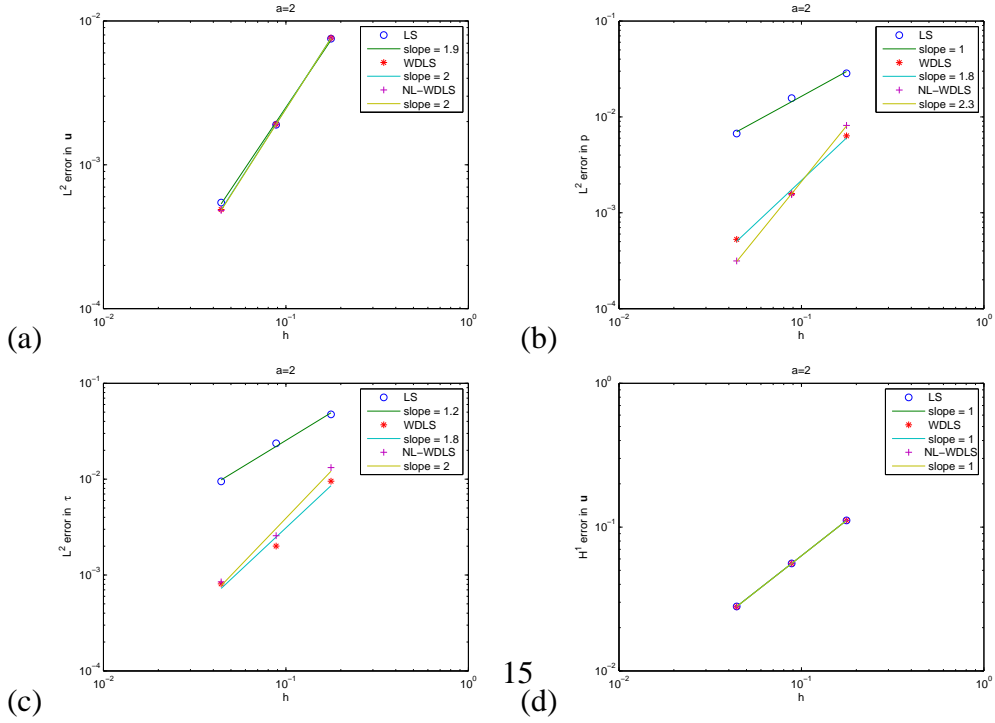 a=2
10⁻²
10⁻³
10⁻⁴
L² error in u
10⁻²
10⁻¹
10⁰
h
LS
slope = 1.9
WDLS
slope = 2
NL−WDLS
slope = 2
(a)
a=2
10⁻¹
10⁻²
10⁻³
10⁻⁴
L² error in p
10⁻²
10⁻¹
10⁰
h
LS
slope = 1
WDLS
slope = 1.8
NL−WDLS
slope = 2.3
(b)
a=2
10⁻¹
10⁻²
10⁻³
10⁻⁴
L² error in τ
10⁻²
10⁻¹
10⁰
h
LS
slope = 1.2
WDLS
slope = 1.8
NL−WDLS
slope = 2
(c)
a=2
10⁰
10⁻¹
10⁻²
H¹ error in u
10⁻²
10⁻¹
10⁰
h
LS
slope = 1
WDLS
slope = 1
NL−WDLS
slope = 1
(d)
15